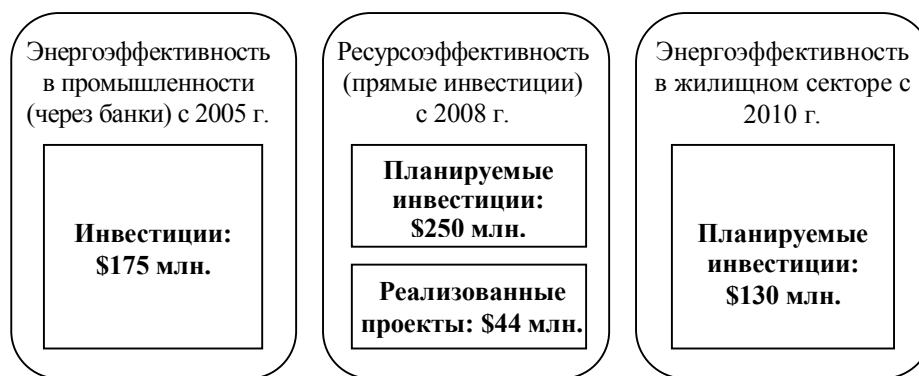 Энергоэффективность
в промышленности
(через банки) с 2005 г.
Инвестиции:
$175 млн.
Ресурсоэффективность
(прямые инвестиции)
с 2008 г.
Планируемые
инвестиции:
$250 млн.
Реализованные
проекты: $44 млн.
Энергоэффективность
в жилищном секторе с
2010 г.
Планируемые
инвестиции:
$130 млн.